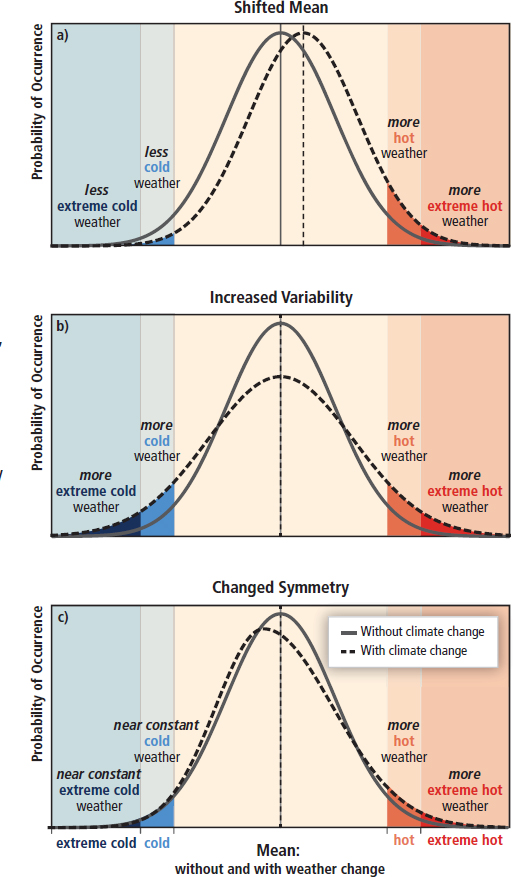 Shifted Mean
Probability of Occurrence
a)
less
extreme cold
weather
less
cold
weather
more
hot
weather
more
extreme hot
weather
Increased Variability
Probability of Occurrence
b)
more
extreme cold
weather
more
cold
weather
more
hot
weather
more
extreme hot
weather
Changed Symmetry
Probability of Occurrence
c)
Without climate change
With climate change
near constant
cold
weather
near constant
extreme cold
weather
more
hot
weather
more
extreme hot
weather
extreme cold
cold
Mean:
without and with weather change
hot
extreme hot